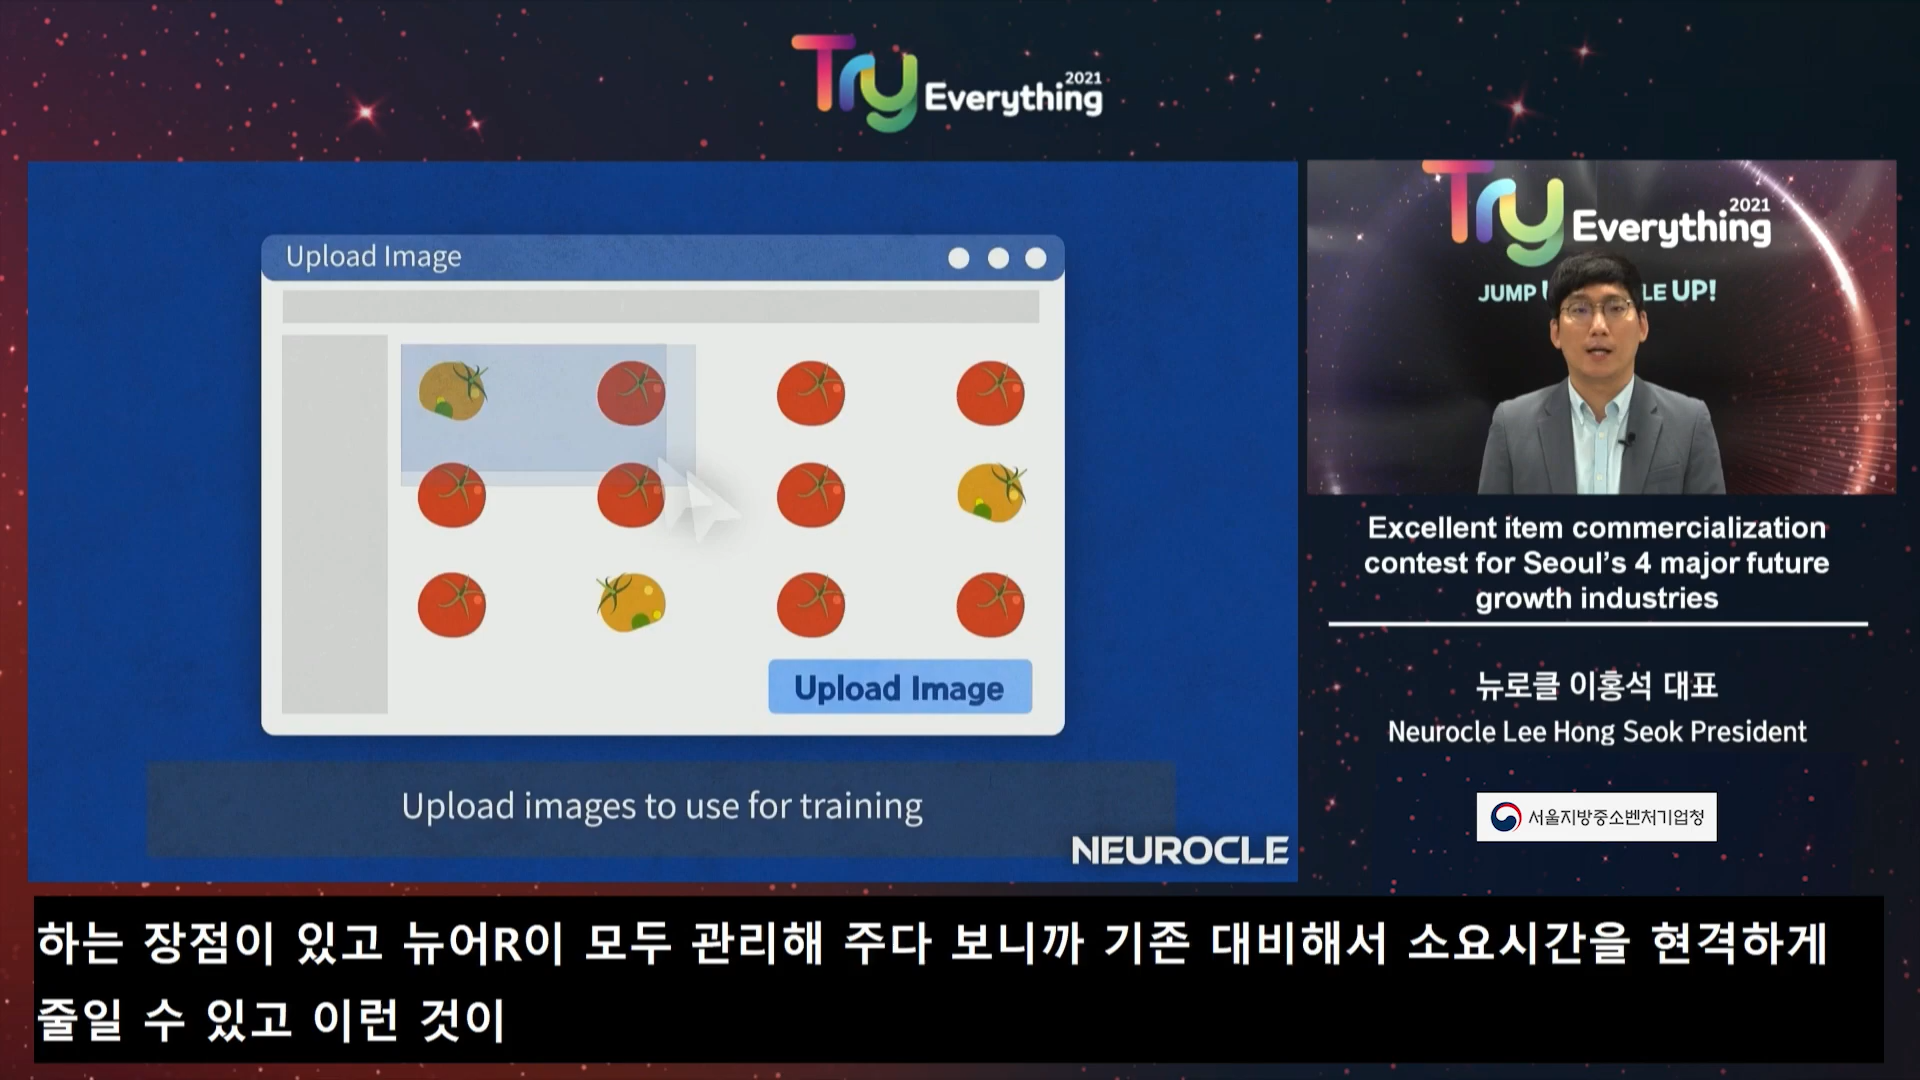 Try Everything 2021
Upload Image
Upload Image
Upload images to use for training
NEUROCLE
Try Everything 2021
JUMP U LE UP!
Excellent item commercialization
contest for Seoul's 4 major future
growth industries
뉴로클 이홍석 대표
Neurocle Lee Hong Seok President
서울지방중소벤처기업청
하는 장점이 있고 뉴어R이 모두 관리해 주다 보니까 기존 대비해서 소요시간을 현격하게
줄일 수 있고 이런 것이